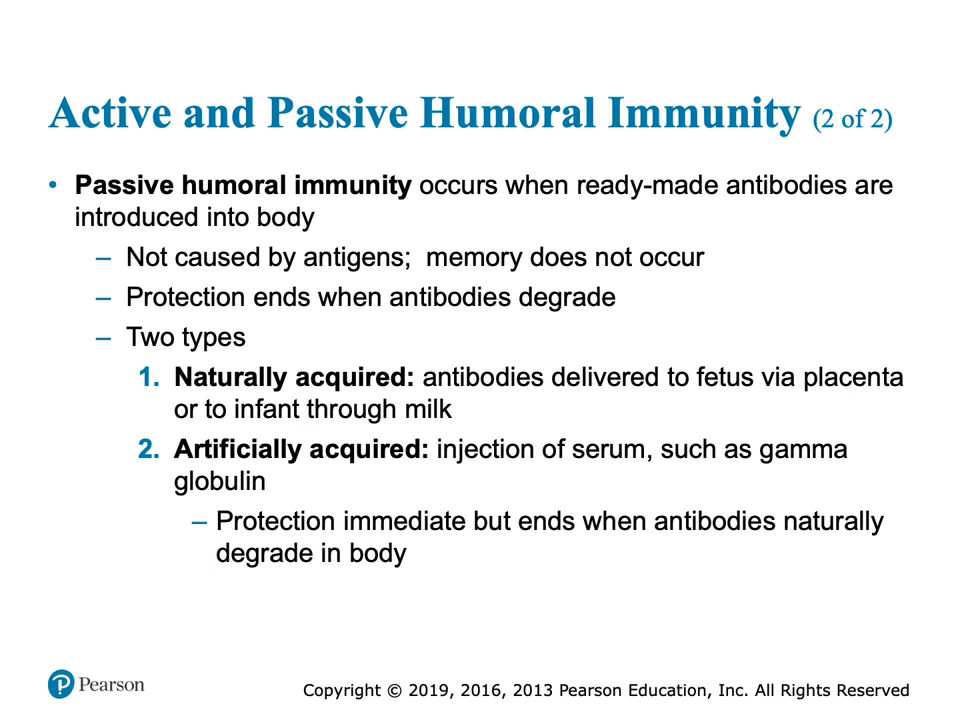 Active and Passive Humoral Immunity (2 of 2)
• Passive humoral immunity occurs when ready-made antibodies are
introduced into body
– Not caused by antigens;  memory does not occur
– Protection ends when antibodies degrade
– Two types
1. Naturally acquired: antibodies delivered to fetus via placenta
or to infant through milk
2. Artificially acquired: injection of serum, such as gamma
globulin
– Protection immediate but ends when antibodies naturally
degrade in body
P Pearson
Copyright © 2019, 2016, 2013 Pearson Education, Inc. All Rights Reserved